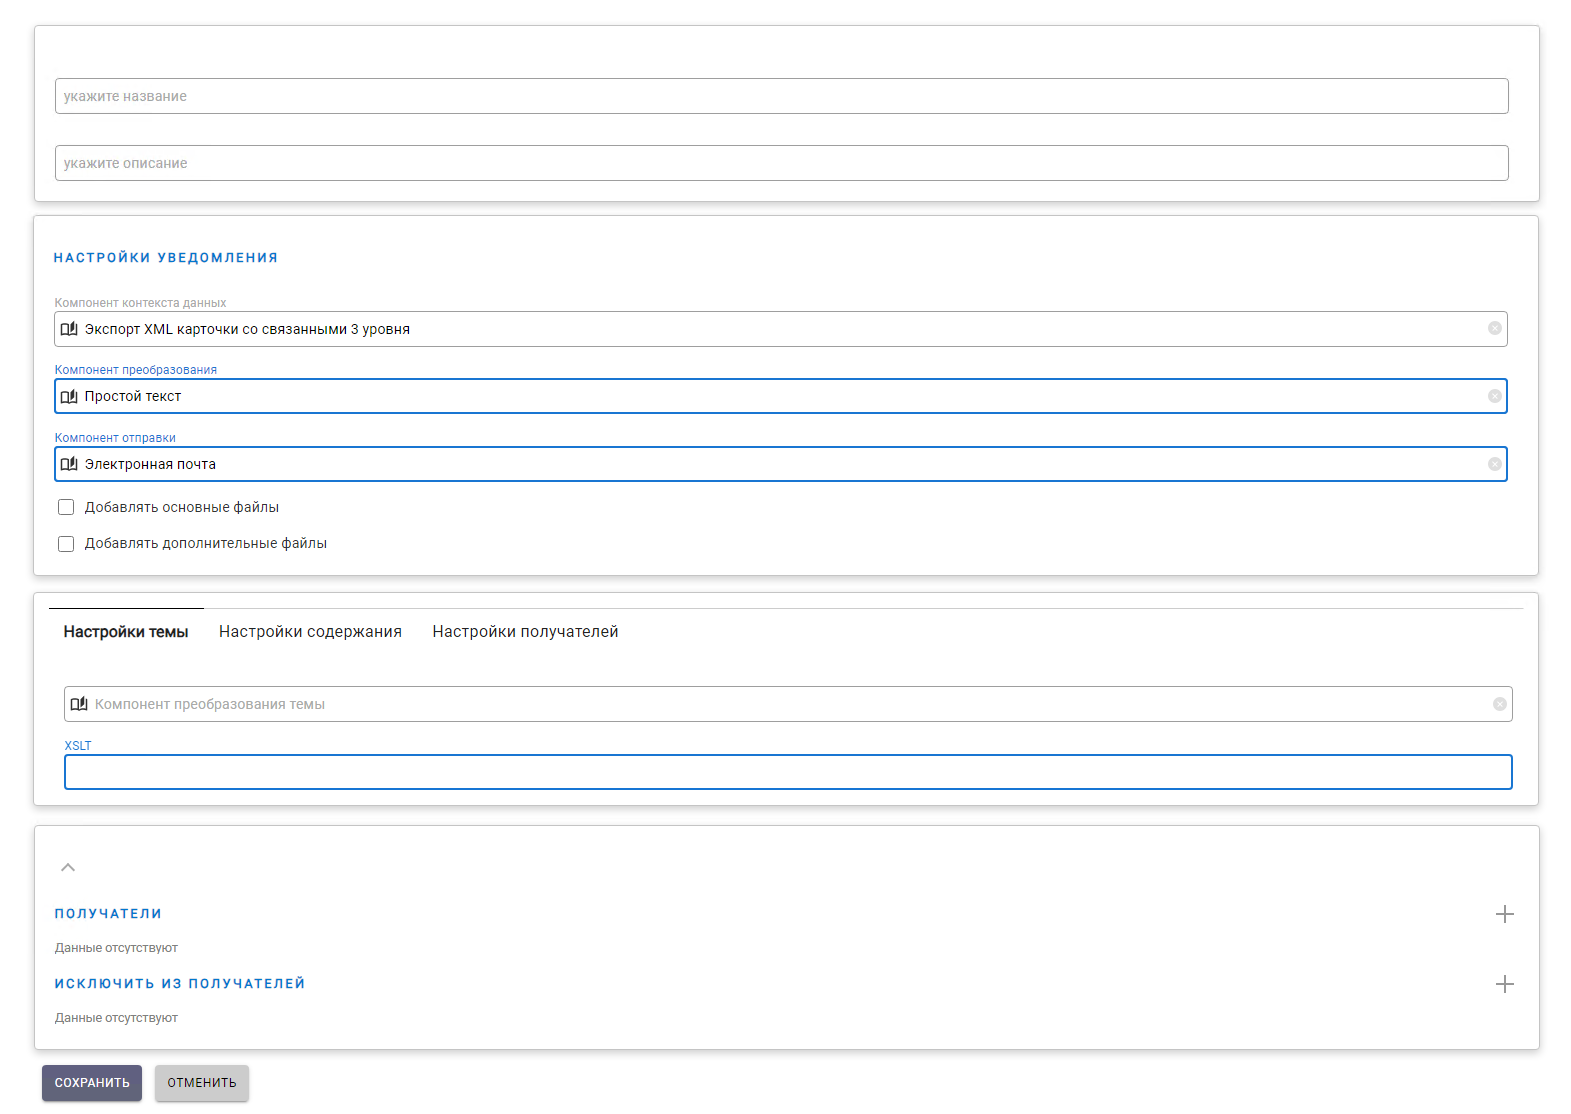 укажите название
укажите описание
НАСТРОЙКИ УВЕДОМЛЕНИЯ
Компонент контекста данных
Экспорт XML карточки со связанными 3 уровня
Компонент преобразования
Простой текст
Компонент отправки
Электронная почта
Добавлять основные файлы
Добавлять дополнительные файлы
Настройки темы Настройки содержания Настройки получателей
Компонент преобразования темы
XSLT
ПОЛУЧАТЕЛИ
Данные отсутствуют
ИСКЛЮЧИТЬ ИЗ ПОЛУЧАТЕЛЕЙ
Данные отсутствуют
СОХРАНИТЬ ОТМЕНИТЬ